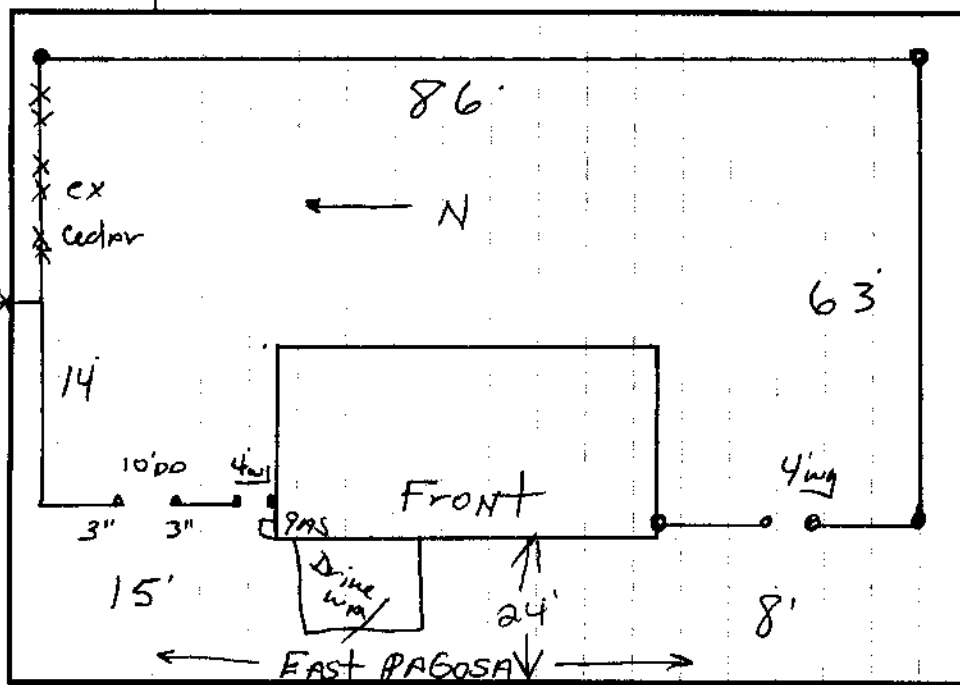 86'
← N
ex
cedar
63'
14'
10' DD
4' wg
3"
3"
FRONT
4' wg
gas
Drive
way
15'
24'
8'
EAST PAGOSA